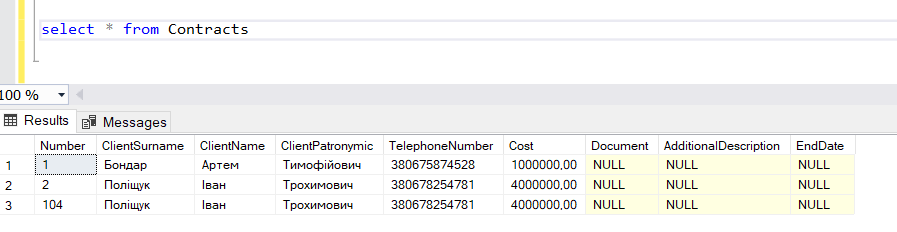 select * from Contracts
100 %
Results Messages
Number ClientSurname ClientName ClientPatronymic TelephoneNumber Cost Document AdditionalDescription EndDate
1 1 Бондар Артем Тимофійович 380675874528 1000000,00 NULL NULL NULL
2 2 Поліщук Іван Трохимович 380678254781 4000000,00 NULL NULL NULL
3 104 Поліщук Іван Трохимович 380678254781 4000000,00 NULL NULL NULL